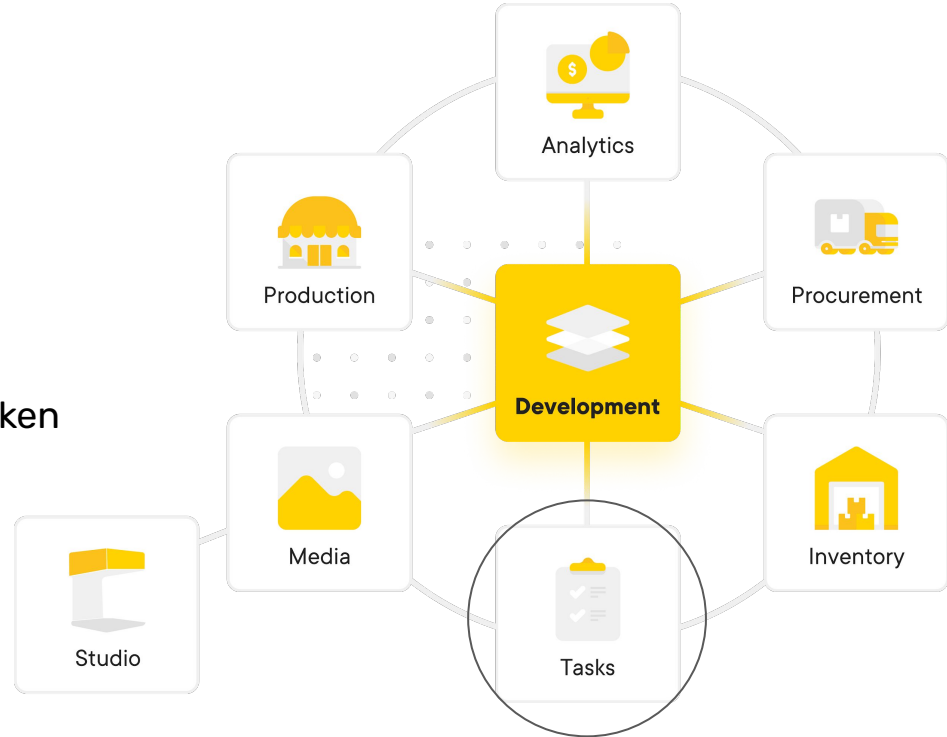 Analytics
Production
Procurement
Development
ken
Media
Inventory
Studio
Tasks
$